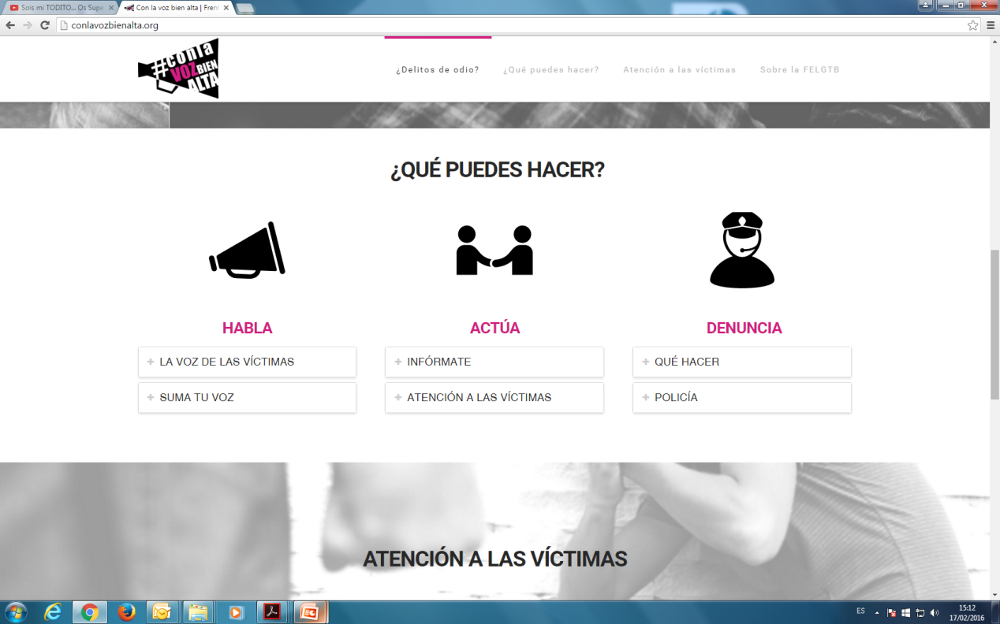 Sois mi TODITO... Os Supe
Con la voz bien alta | Fren
conlavozbienalta.org
#conla
VOZ BIEN
ALTA
¿Delitos de odio?
¿Qué puedes hacer?
Atención a las víctimas
Sobre la FELGTB
¿QUÉ PUEDES HACER?
HABLA
ACTÚA
DENUNCIA
+ LA VOZ DE LAS VÍCTIMAS
+ INFÓRMATE
+ QUÉ HACER
+ SUMA TU VOZ
+ ATENCIÓN A LAS VÍCTIMAS
+ POLICÍA
ATENCIÓN A LAS VÍCTIMAS
ES
15:12
17/02/2016